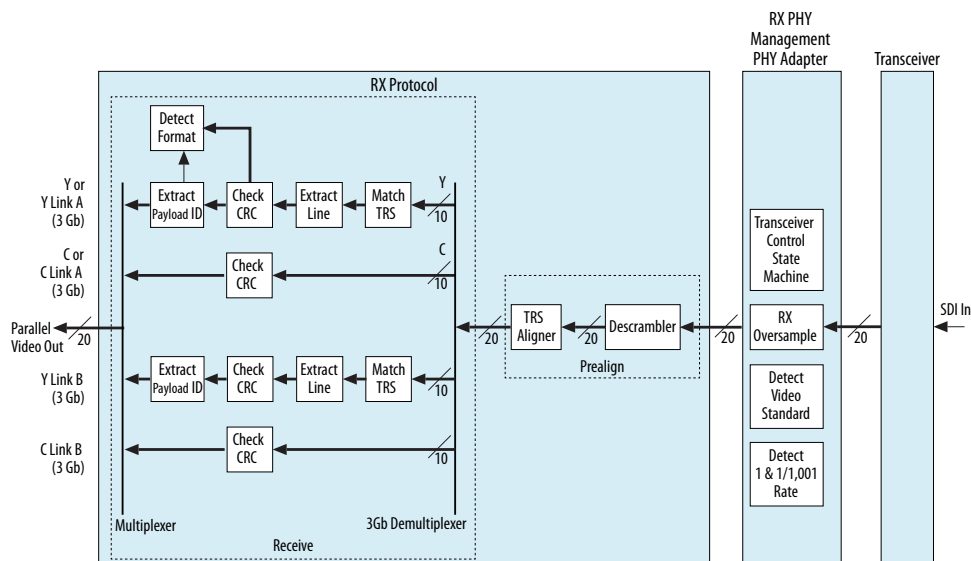 RX PHY
Management
PHY Adapter
Transceiver
RX Protocol
Detect
Format
Y or
Y Link A
(3 Gb)
Extract
Payload ID
Check
CRC
Extract
Line
Match
TRS
Y
10
C or
C Link A
(3 Gb)
Check
CRC
C
10
Transceiver
Control
State
Machine
Parallel
Video Out
20
20
TRS
Aligner
20
Descrambler
20
RX
Oversample
20
SDI In
Prealign
Y Link B
(3 Gb)
Extract
Payload ID
Check
CRC
Extract
Line
Match
TRS
10
Detect
Video
Standard
C Link B
(3 Gb)
Check
CRC
10
Detect
1 & 1/1,001
Rate
Multiplexer
3Gb Demultiplexer
Receive